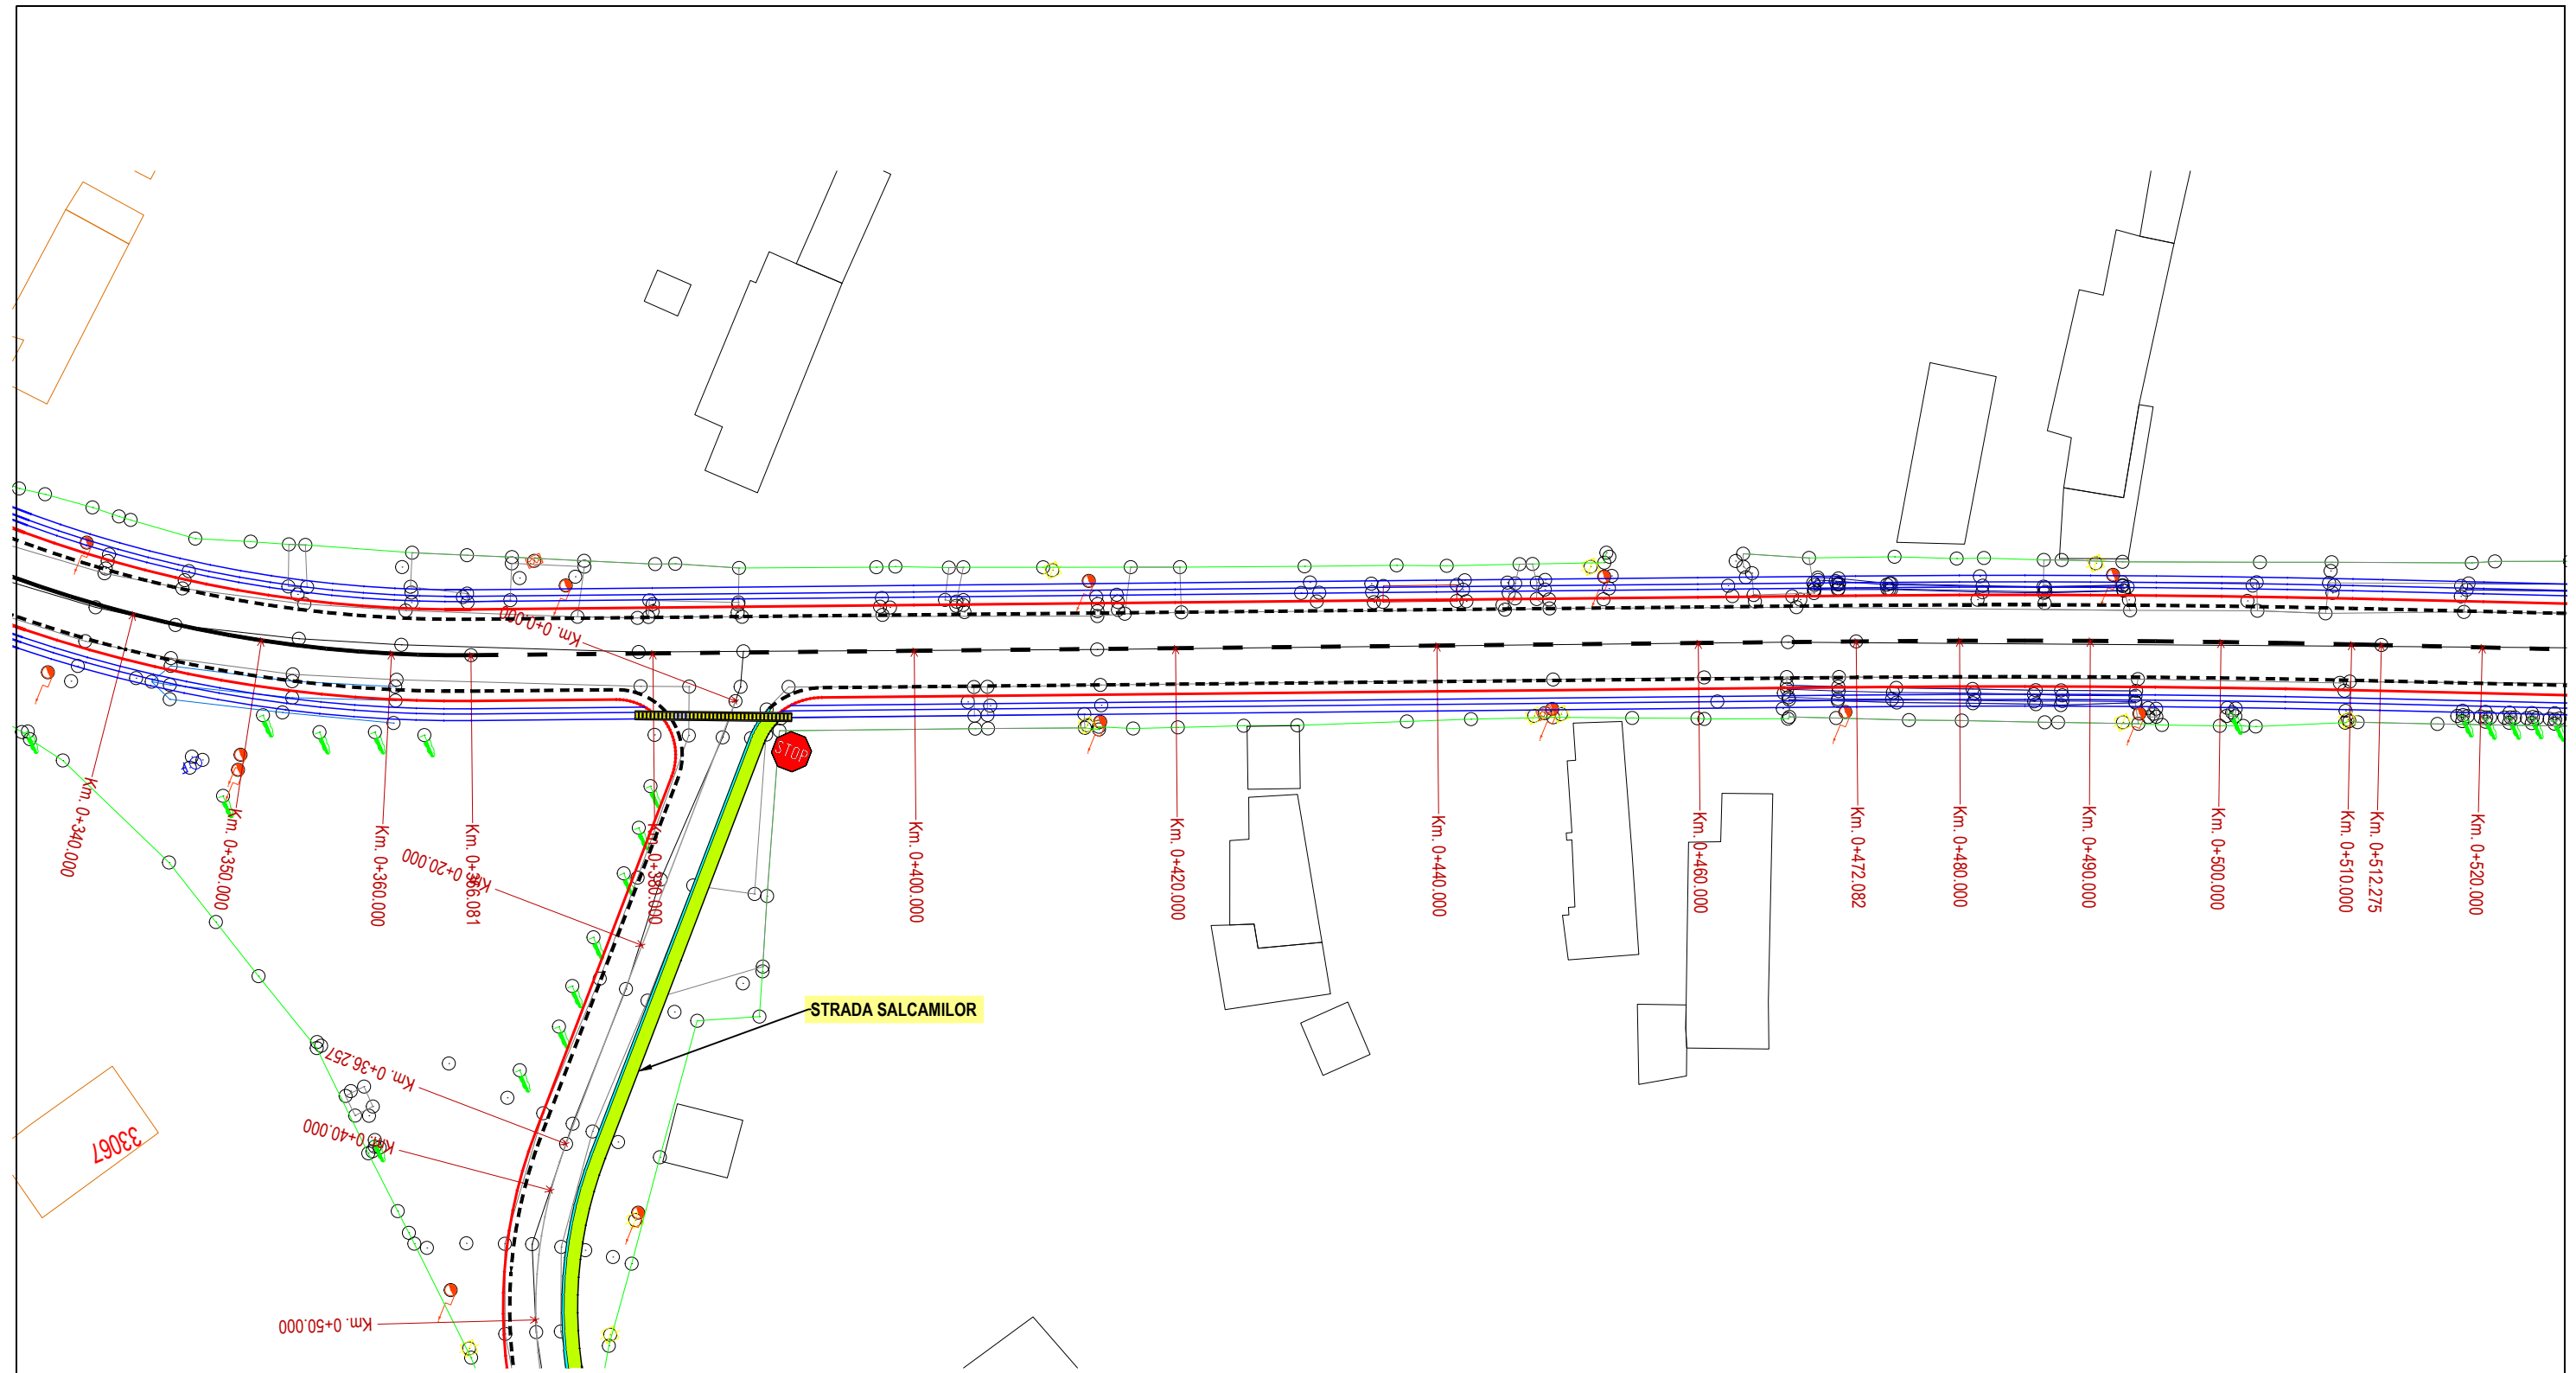 Km. 0+0.000
STOP
Km. 0+340.000
Km. 0+350.000
Km. 0+360.000
Km. 0+366.081
Km. 0+380.000
Km. 0+400.000
Km. 0+420.000
Km. 0+440.000
Km. 0+460.000
Km. 0+472.082
Km. 0+480.000
Km. 0+490.000
Km. 0+500.000
Km. 0+510.000
Km. 0+512.275
Km. 0+520.000
Km. 0+20.000
STRADA SALCAMILOR
Km. 0+36.257
Km. 0+40.000
33067
Km. 0+50.000